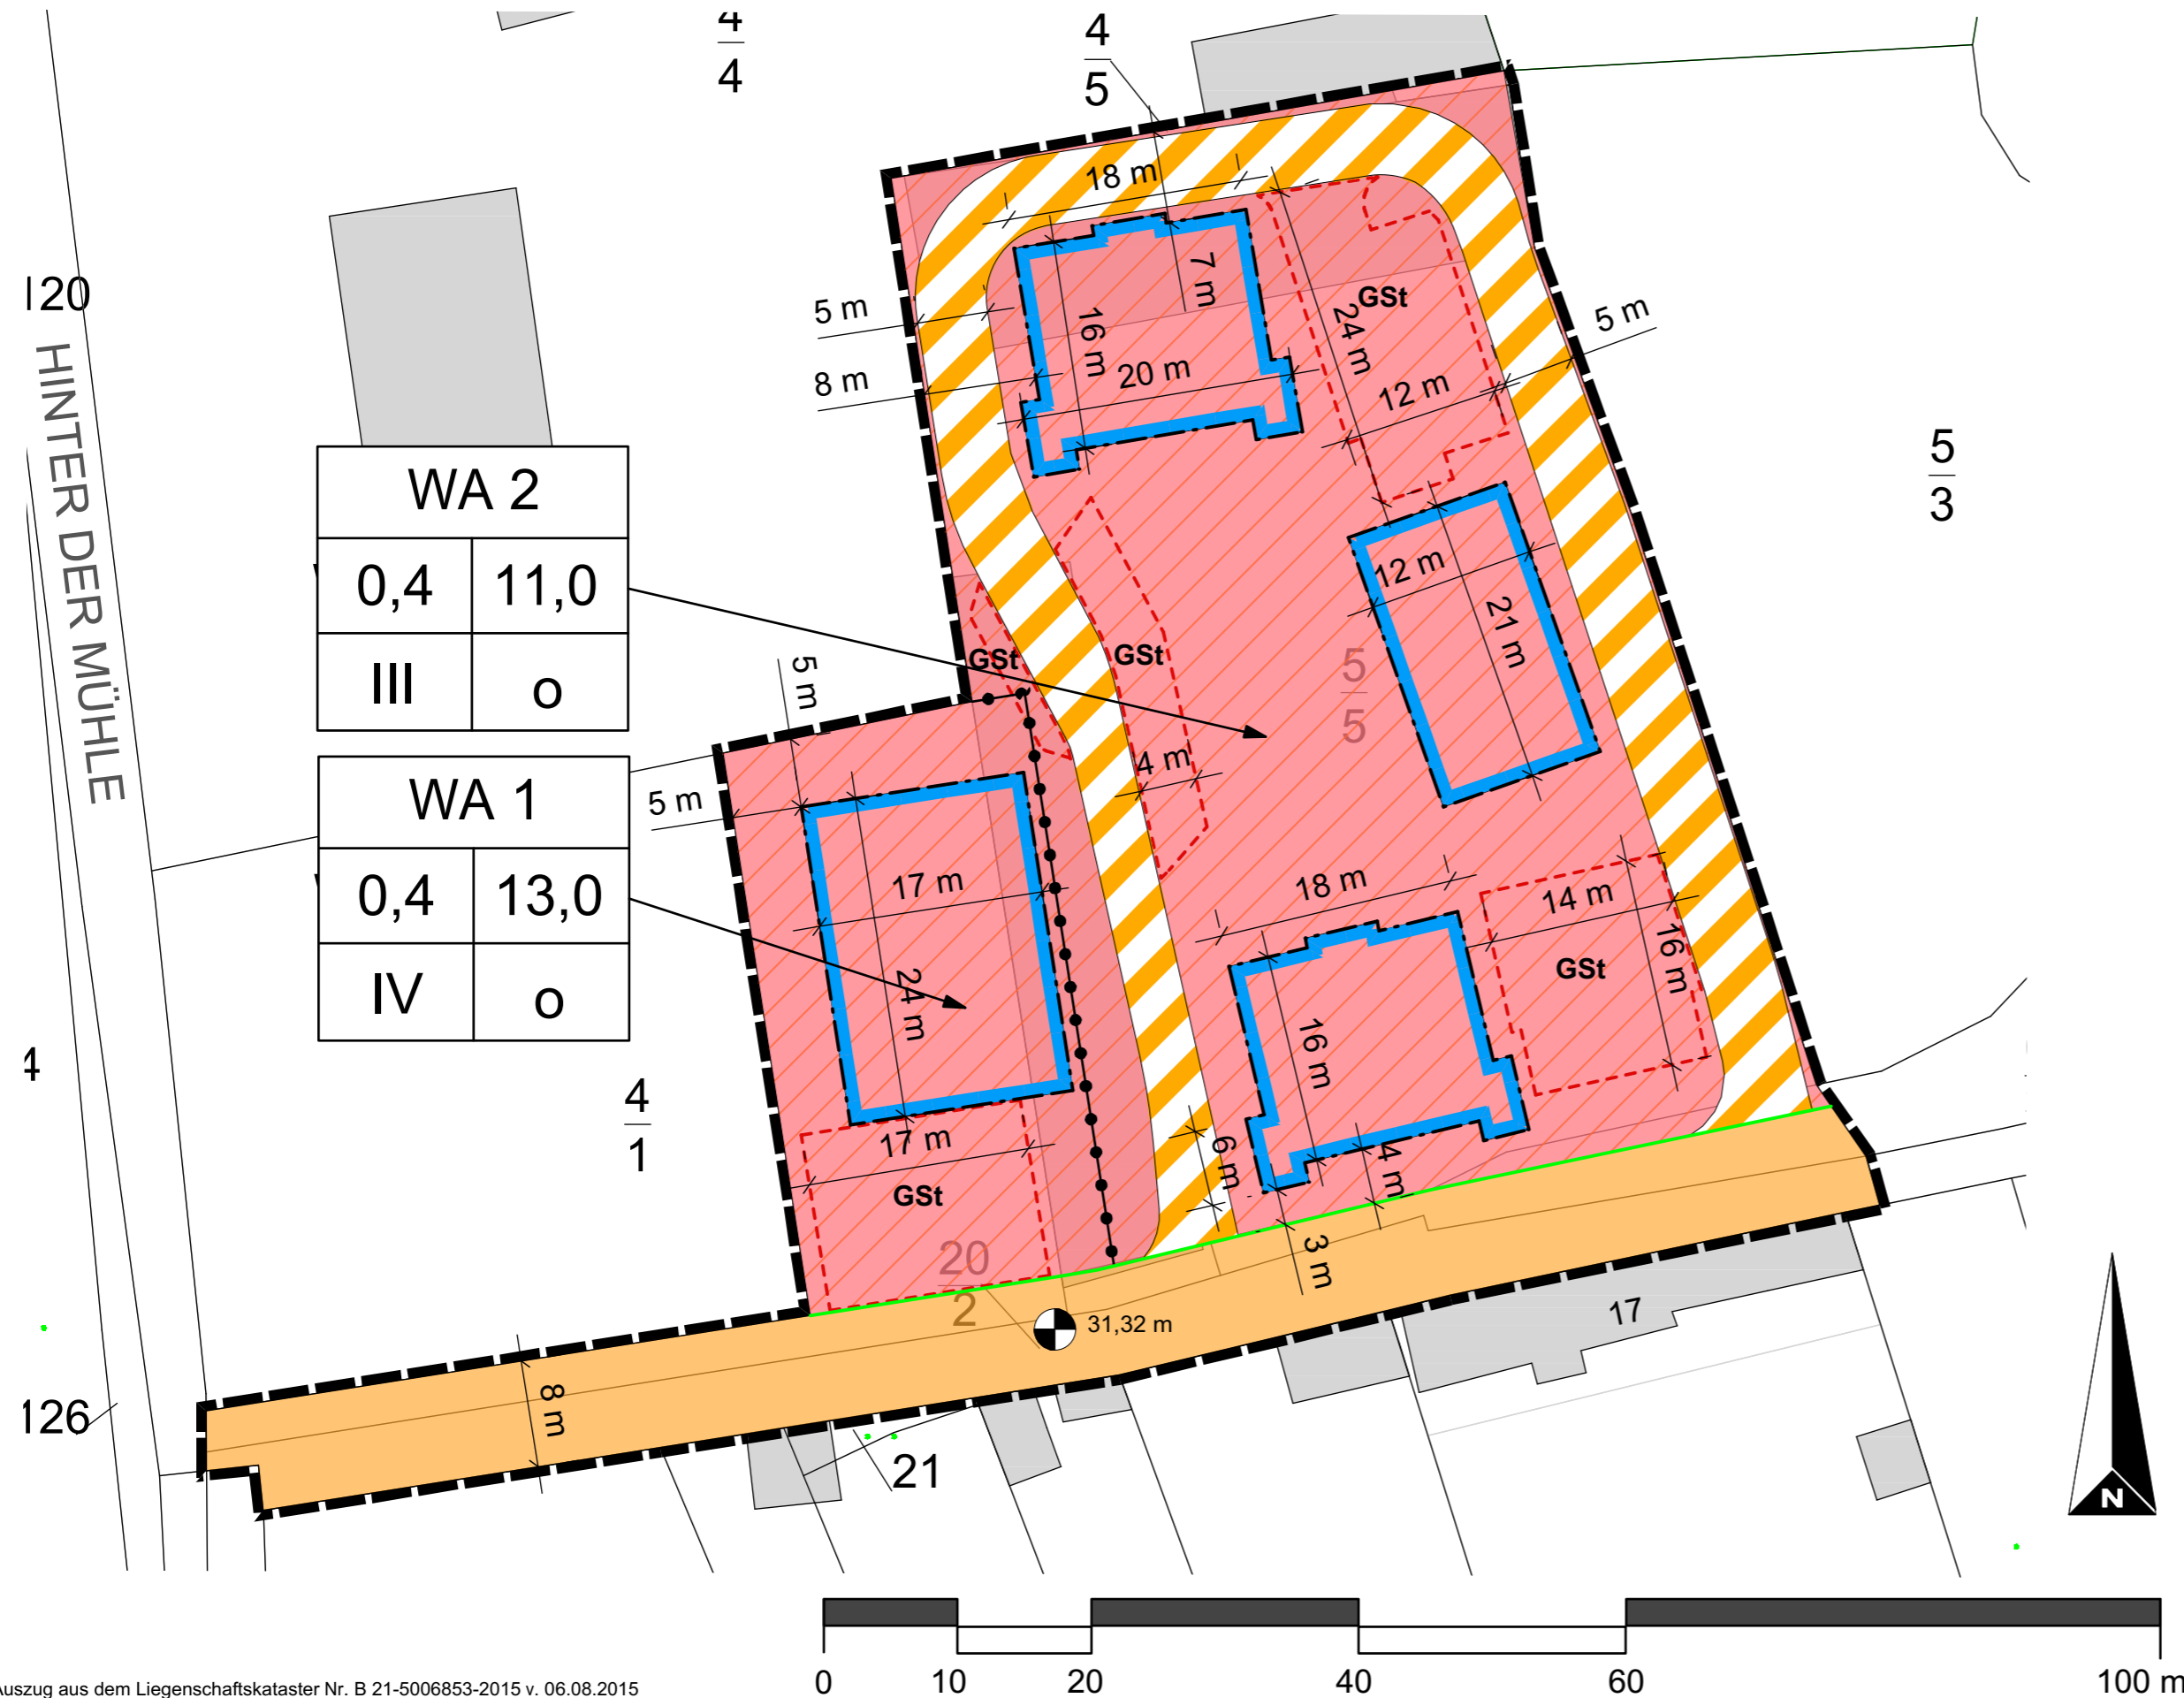 4
4
4
5
120
HINTER DER MÜHLE
WA 2
0,4 11,0
III o
WA 1
0,4 13,0
IV o
18 m
7 m
16 m
20 m
5 m
8 m
24 m
GSt
12 m
5 m
5
3
12 m
21 m
GSt
GSt
5
5
5 m
5 m
4 m
17 m
24 m
18 m
14 m
16 m
GSt
16 m
4
4
1
17 m
GSt
6 m
4 m
3 m
20
2
31,32 m
17
8 m
126
21
N
0 10 20 40 60 100 m
Auszug aus dem Liegenschaftskataster Nr. B 21-5006853-2015 v. 06.08.2015